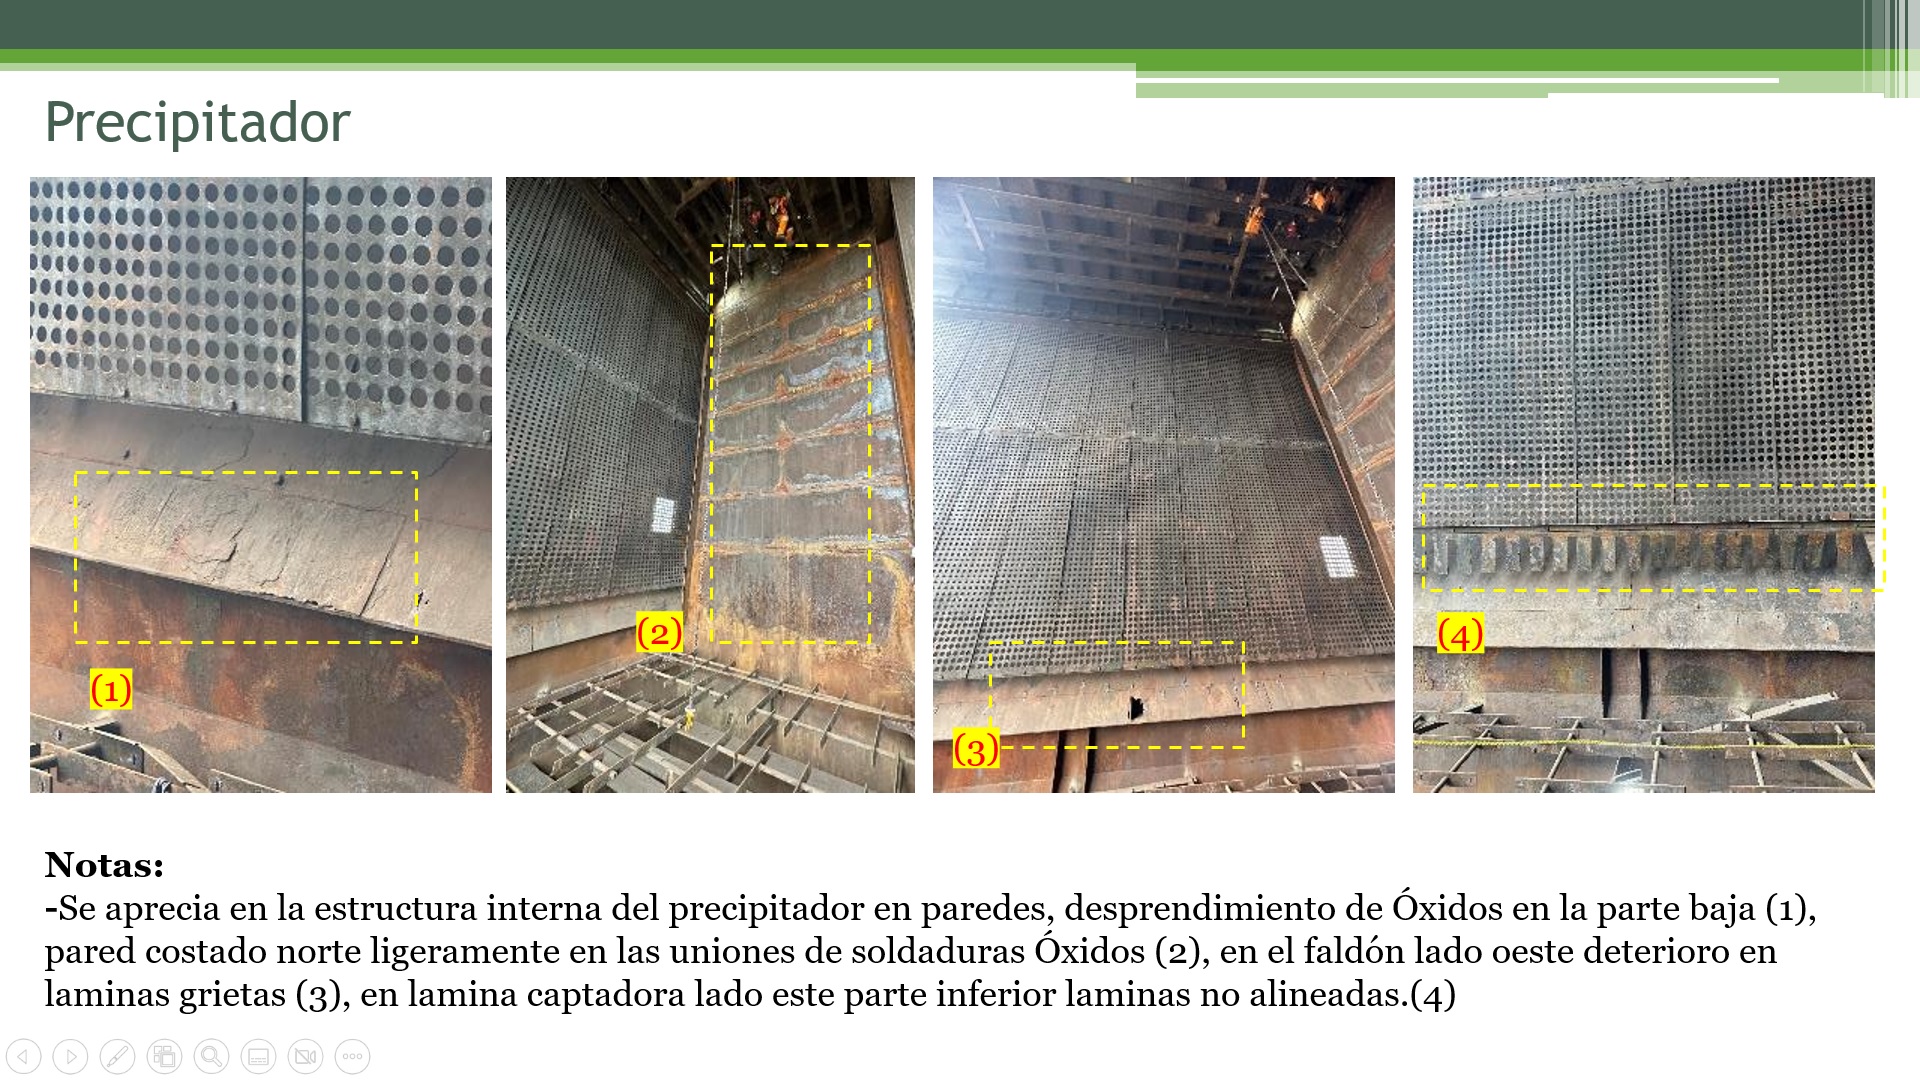 Precipitador
(1)
(2)
(3)
(4)
Notas:
-Se aprecia en la estructura interna del precipitador en paredes, desprendimiento de Óxidos en la parte baja (1),
pared costado norte ligeramente en las uniones de soldaduras Óxidos (2), en el faldón lado oeste deterioro en
laminas grietas (3), en lamina captadora lado este parte inferior laminas no alineadas.(4)